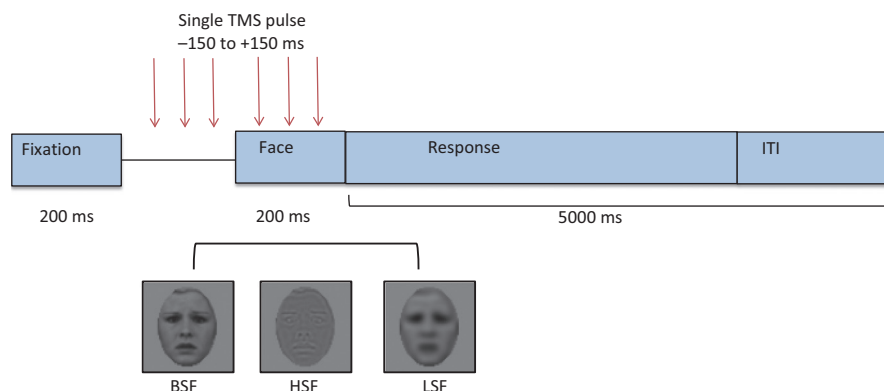 Single TMS pulse
–150 to +150 ms
Fixation
Face
Response
ITI
200 ms
200 ms
5000 ms
BSF
HSF
LSF